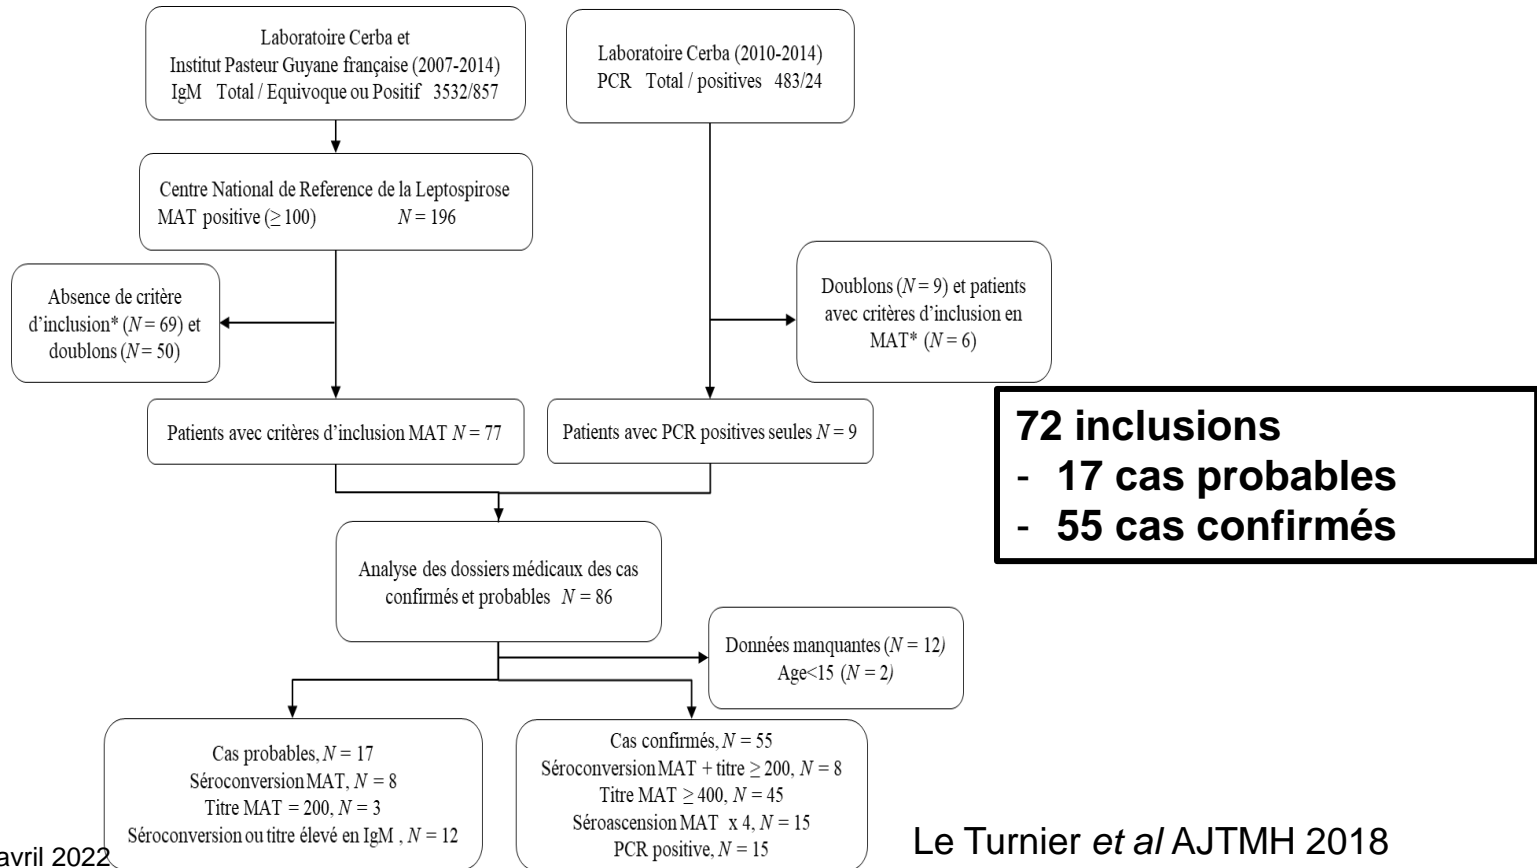 Laboratoire Cerba et
Institut Pasteur Guyane française (2007-2014)
IgM Total / Equivoque ou Positif 3532/857
Laboratoire Cerba (2010-2014)
PCR Total / positives 483/24
Centre National de Reference de la Leptospirose
MAT positive (≥ 100) N = 196
Absence de critère
d'inclusion* (N = 69) et
doublons (N = 50)
Doublons (N = 9) et patients
avec critères d'inclusion en
MAT* (N = 6)
Patients avec critères d'inclusion MAT N = 77
Patients avec PCR positives seules N = 9
72 inclusions
- 17 cas probables
- 55 cas confirmés
Analyse des dossiers médicaux des cas
confirmés et probables N = 86
Données manquantes (N = 12)
Age<15 (N = 2)
Cas probables, N = 17
Séroconversion MAT, N = 8
Titre MAT = 200, N = 3
Séroconversion ou titre élevé en IgM , N = 12
Cas confirmés, N = 55
Séroconversion MAT + titre ≥ 200, N = 8
Titre MAT ≥ 400, N = 45
Séroascension MAT x 4, N = 15
PCR positive, N = 15
avril 2022
Le Turnier et al AJTMH 2018